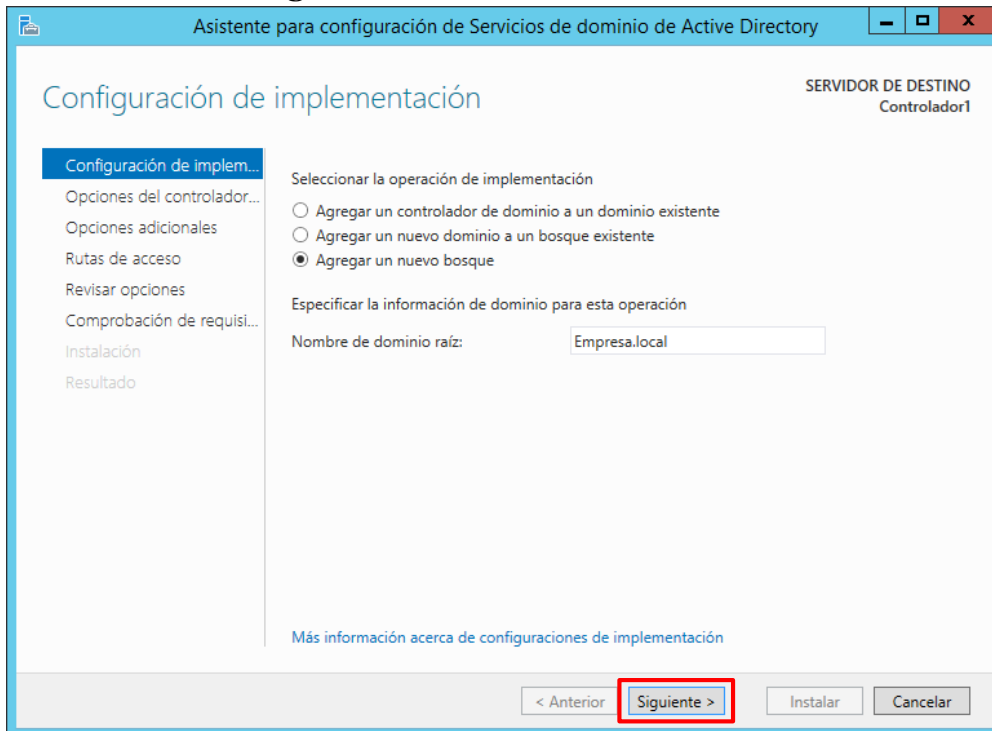 Asistente para configuración de Servicios de dominio de Active Directory
Configuración de implementación
SERVIDOR DE DESTINO
Controlador1
Configuración de implem...
Opciones del controlador...
Opciones adicionales
Rutas de acceso
Revisar opciones
Comprobación de requisi...
Instalación
Resultado
Seleccionar la operación de implementación
Agregar un controlador de dominio a un dominio existente
Agregar un nuevo dominio a un bosque existente
Agregar un nuevo bosque
Especificar la información de dominio para esta operación
Nombre de dominio raíz: Empresa.local
Más información acerca de configuraciones de implementación
< Anterior Siguiente > Instalar Cancelar